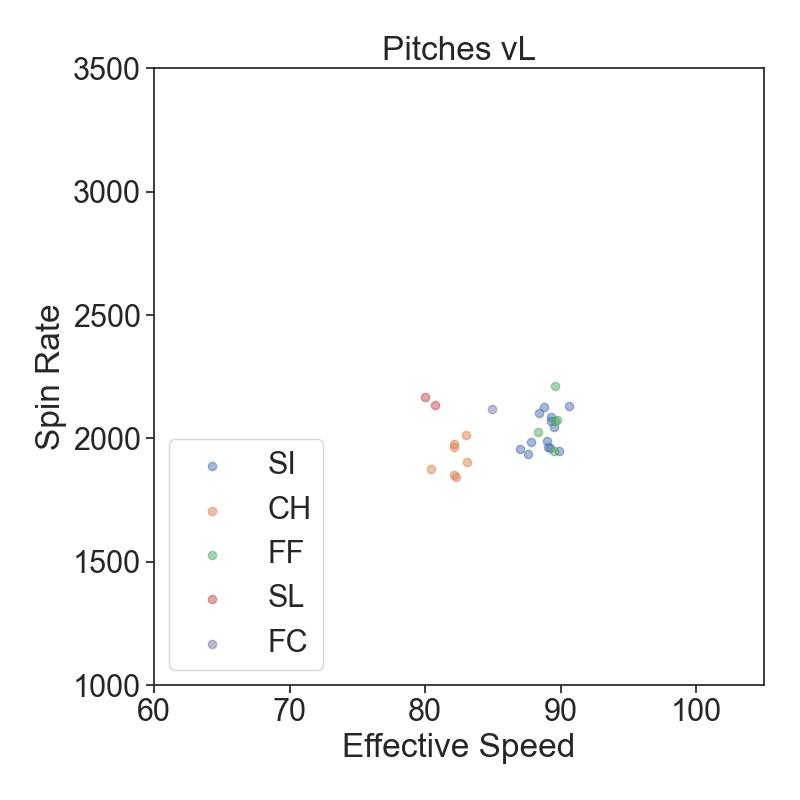 Pitches vL
3500
3000
2500
2000
1500
1000
Spin Rate
SI
CH
FF
SL
FC
60 70 80 90 100
Effective Speed